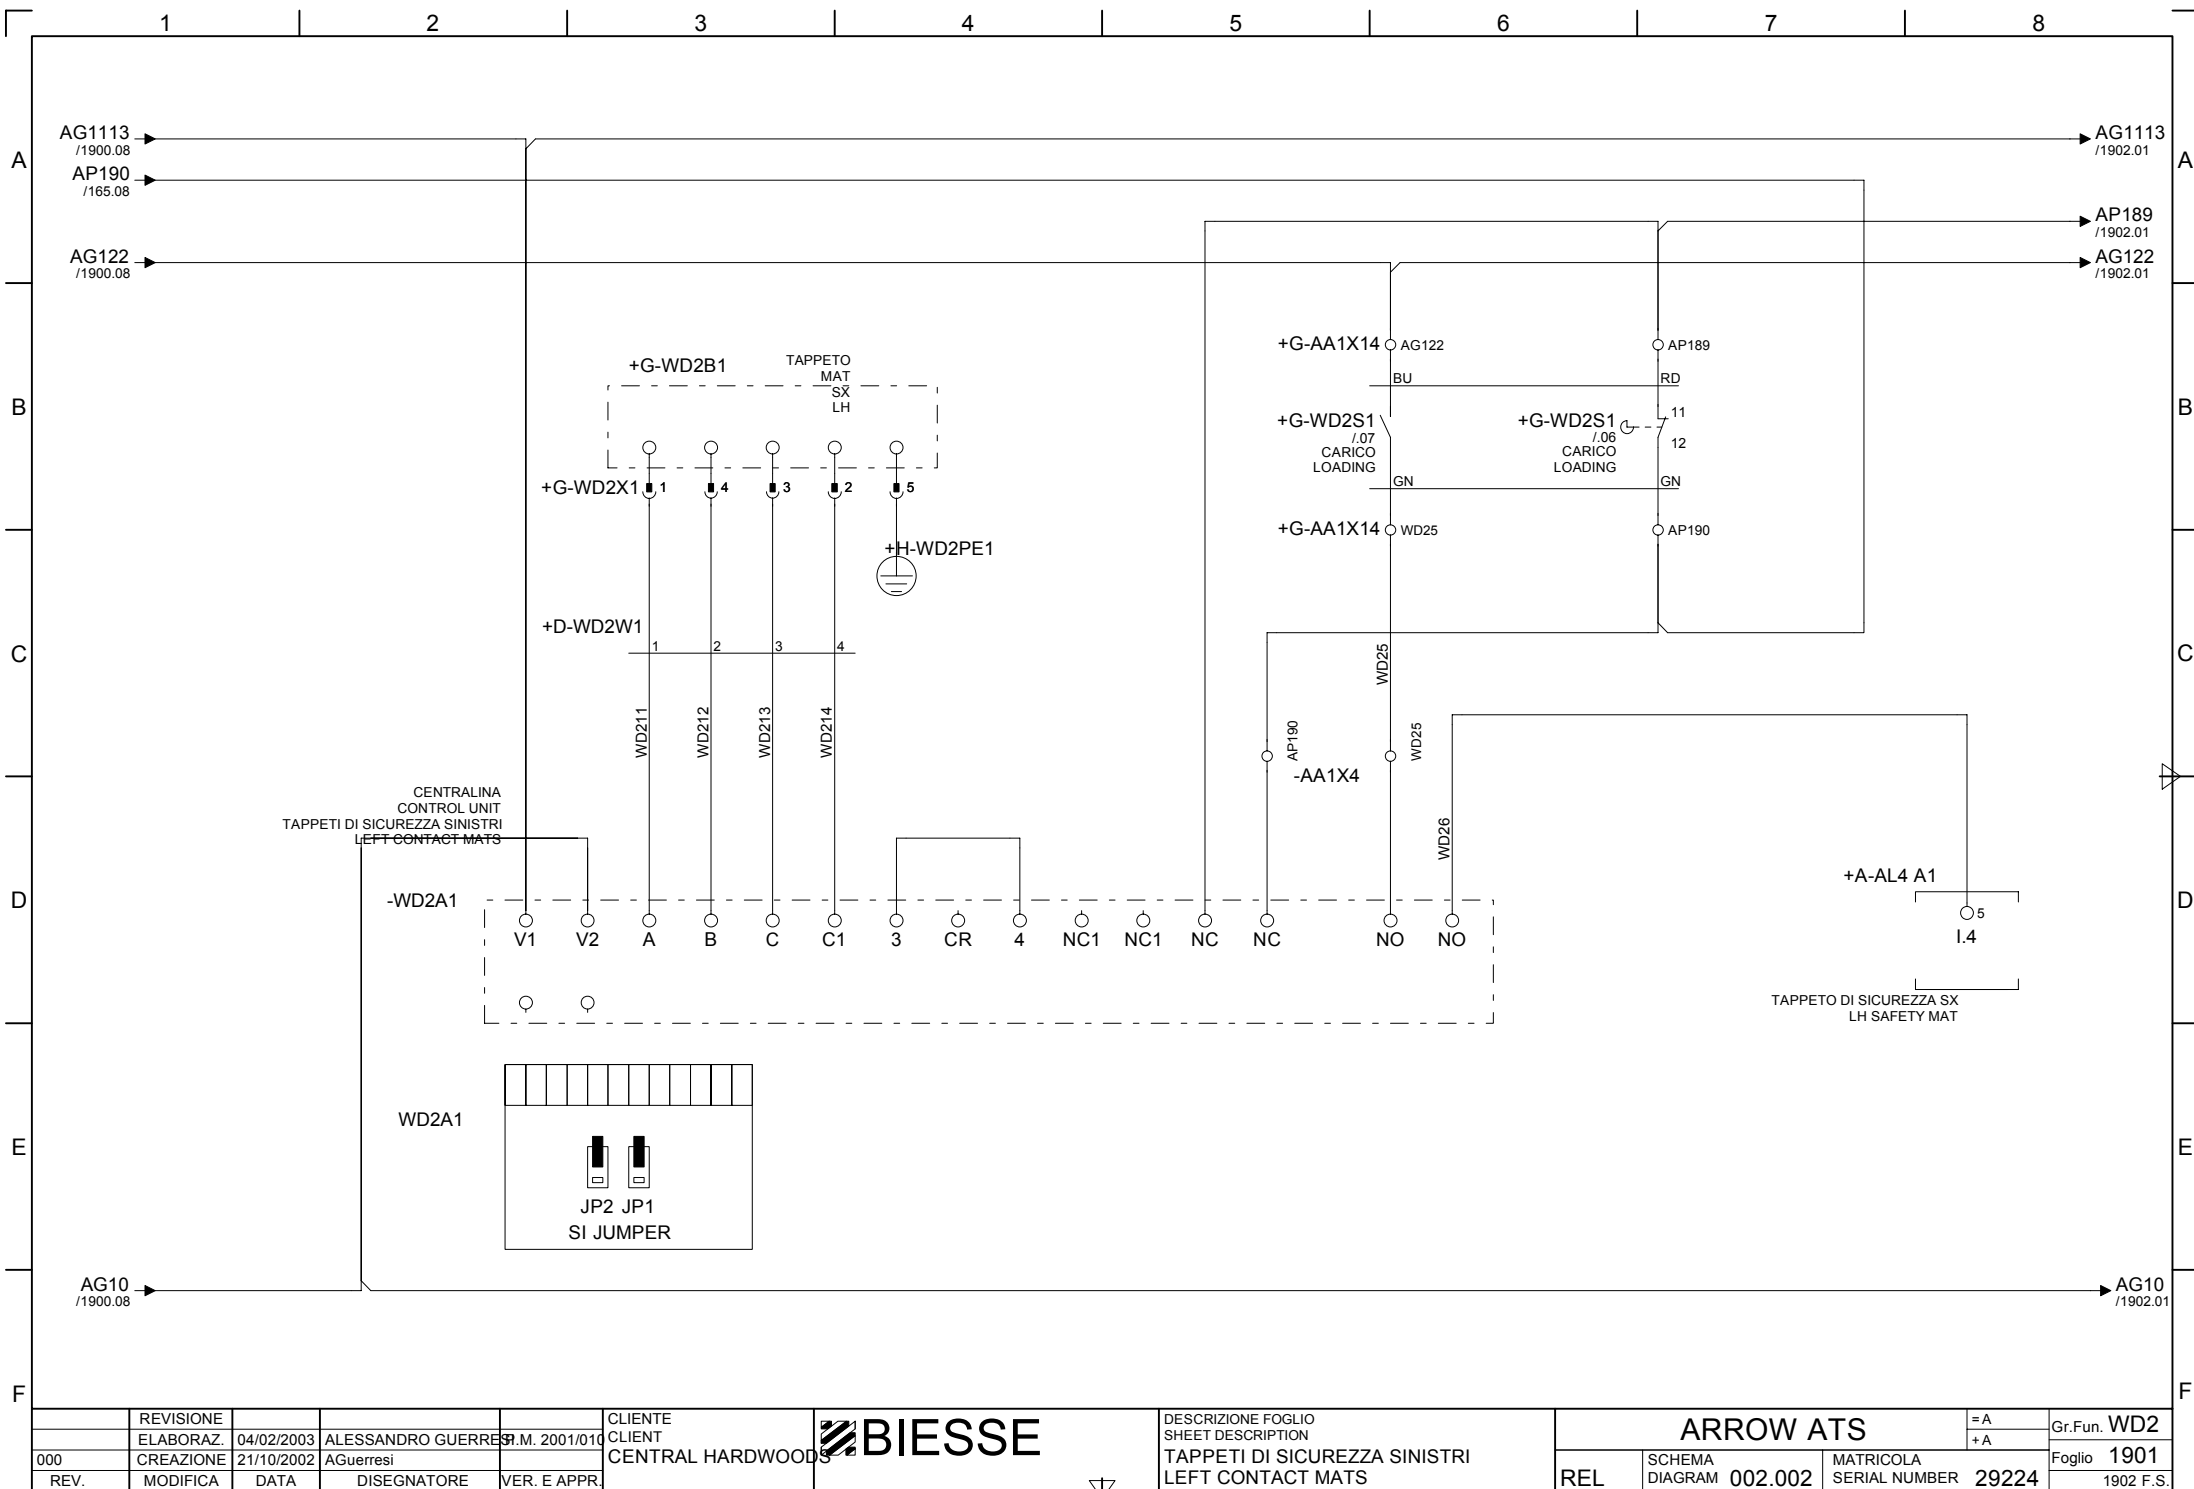 1 2 3 4 5 6 7 8
AG1113
/1900.08
AG1113
/1902.01
A
A
AP190
/165.08
AP189
/1902.01
AG122
/1900.08
AG122
/1902.01
+G-AA1X14 AG122
AP189
+G-WD2B1
TAPPETO
MAT
SX
LH
BU
RD
B
B
+G-WD2S1
/.07
CARICO
LOADING
+G-WD2S1
/.06
CARICO
LOADING
11
12
+G-WD2X1 1 4 3 2 5
GN
GN
+G-AA1X14 WD25
AP190
+H-WD2PE1
+D-WD2W1
1 2 3 4
C
C
WD211
WD212
WD213
WD214
WD25
AP190
WD25
-AA1X4
CENTRALINA
CONTROL UNIT
TAPPETI DI SICUREZZA SINISTRI
LEFT CONTACT MATS
WD26
+A-AL4 A1
D
D
-WD2A1
V1 V2 A B C C1 3 CR 4 NC1 NC1 NC NC NO NO
5
I.4
TAPPETO DI SICUREZZA SX
LH SAFETY MAT
WD2A1
E
E
JP2 JP1
SI JUMPER
AG10
/1900.08
AG10
/1902.01
F
F
REVISIONE
ELABORAZ. 04/02/2003 ALESSANDRO GUERRESI P.M. 2001/010
000 CREAZIONE 21/10/2002 AGuerresi
REV. MODIFICA DATA DISEGNATORE VER. E APPR.
CLIENTE
CLIENT
CENTRAL HARDWOODS
BIESSE
DESCRIZIONE FOGLIO
SHEET DESCRIPTION
TAPPETI DI SICUREZZA SINISTRI
LEFT CONTACT MATS
ARROW ATS
= A
+ A
REL
SCHEMA
DIAGRAM 002.002
MATRICOLA
SERIAL NUMBER 29224
Gr.Fun. WD2
Foglio 1901
1902 F.S.